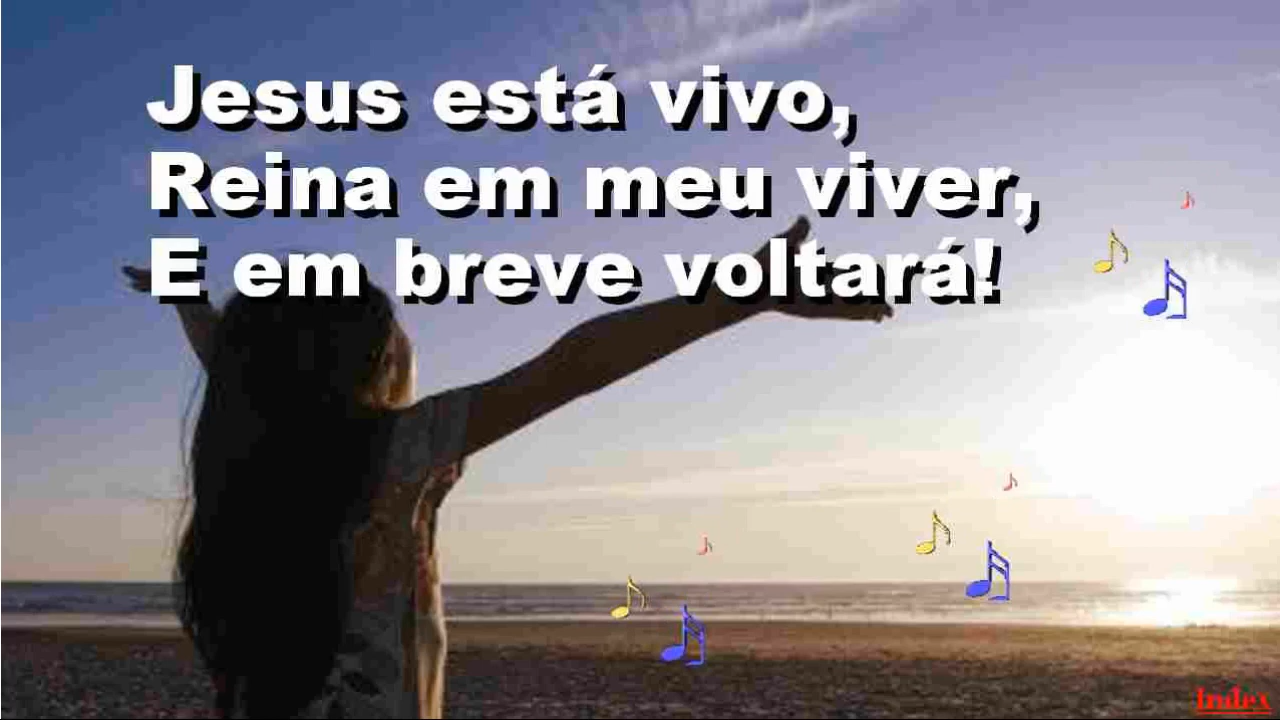 Jesus está vivo,
Reina em meu viver,
E em breve voltará!
Index